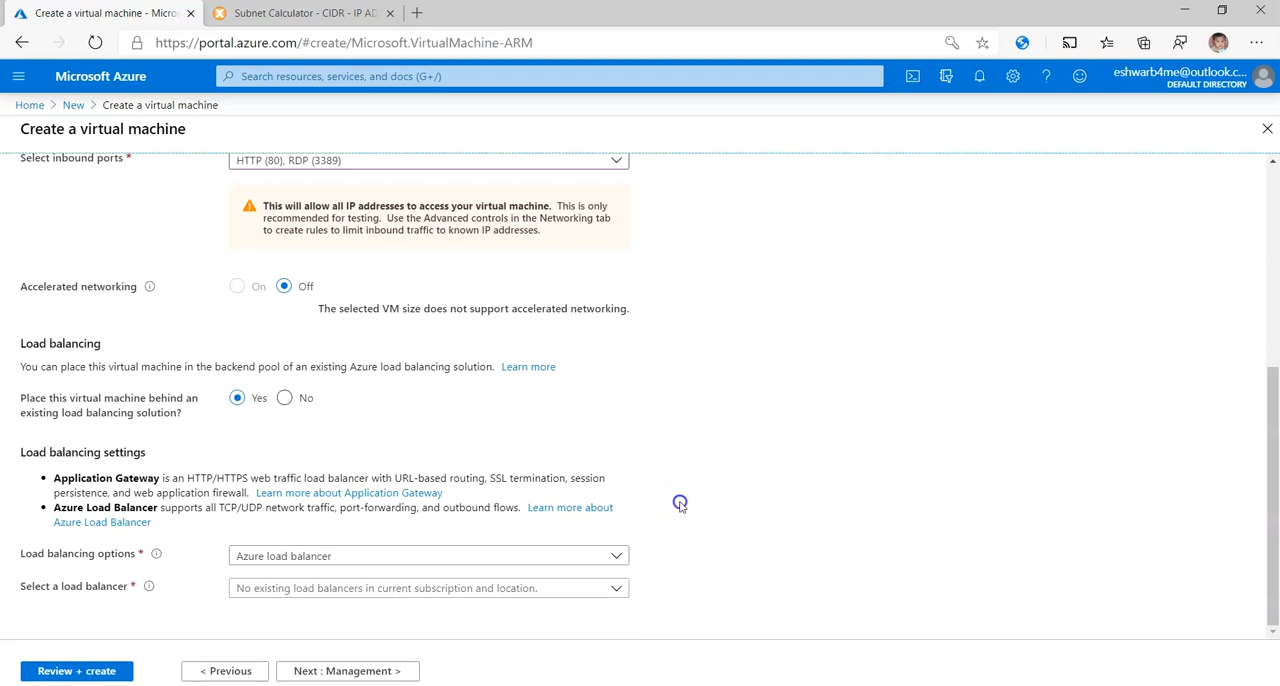 Create a virtual machine - Micros
Subnet Calculator - CIDR - IP AD
https://portal.azure.com/#create/Microsoft.VirtualMachine-ARM
Microsoft Azure
Search resources, services, and docs (G+/)
eshwarb4me@outlook.c...
DEFAULT DIRECTORY
Home > New > Create a virtual machine
Create a virtual machine
Select inbound ports *
HTTP (80), RDP (3389)
This will allow all IP addresses to access your virtual machine. This is only
recommended for testing. Use the Advanced controls in the Networking tab
to create rules to limit inbound traffic to known IP addresses.
Accelerated networking
On
Off
The selected VM size does not support accelerated networking.
Load balancing
You can place this virtual machine in the backend pool of an existing Azure load balancing solution. Learn more
Place this virtual machine behind an
existing load balancing solution?
Yes
No
Load balancing settings
• Application Gateway is an HTTP/HTTPS web traffic load balancer with URL-based routing, SSL termination, session
persistence, and web application firewall. Learn more about Application Gateway
• Azure Load Balancer supports all TCP/UDP network traffic, port-forwarding, and outbound flows. Learn more about
Azure Load Balancer
Load balancing options *
Azure load balancer
Select a load balancer *
No existing load balancers in current subscription and location.
Review + create
< Previous
Next : Management >